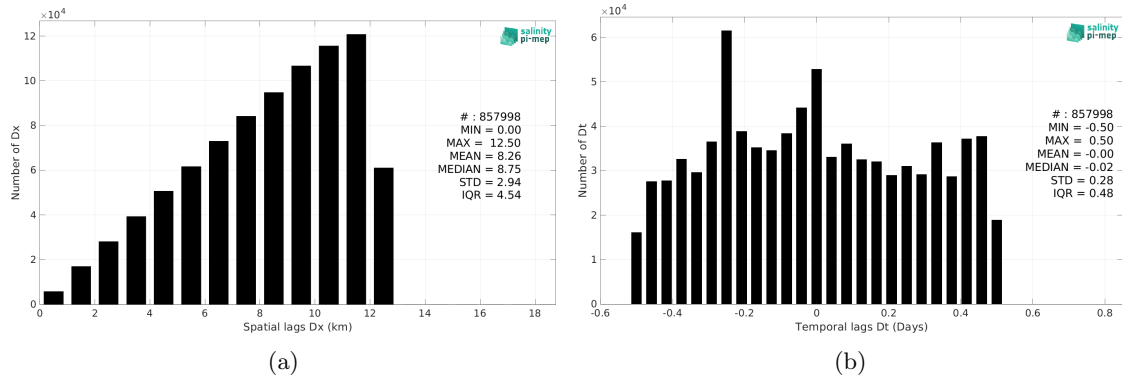 ×10⁴
12
10
8
6
4
2
0
Number of Dx
0 2 4 6 8 10 12 14 16 18
Spatial lags Dx (km)
salinity
pi-mep
# : 857998
MIN = 0.00
MAX = 12.50
MEAN = 8.26
MEDIAN = 8.75
STD = 2.94
IQR = 4.54
(a)
×10⁴
6
5
4
3
2
1
0
Number of Dt
-0.6 -0.4 -0.2 0 0.2 0.4 0.6 0.8
Temporal lags Dt (Days)
salinity
pi-mep
# : 857998
MIN = -0.50
MAX = 0.50
MEAN = -0.00
MEDIAN = -0.02
STD = 0.28
IQR = 0.48
(b)